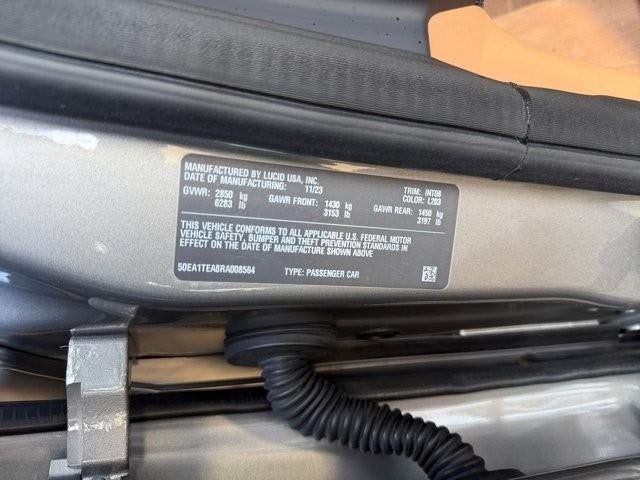 MANUFACTURED BY LUCID USA, INC.
DATE OF MANUFACTURING: 11/23 TRIM: INT08
COLOR: L203
GVWR: 2850 kg GAWR FRONT: 1430 kg GAWR REAR: 1450 kg
6283 lb 3153 lb 3197 lb
THIS VEHICLE CONFORMS TO ALL APPLICABLE U.S. FEDERAL MOTOR
VEHICLE SAFETY, BUMPER AND THEFT PREVENTION STANDARDS IN
EFFECT ON THE DATE OF MANUFACTURE SHOWN ABOVE
50EA1TEA8RA008564 TYPE: PASSENGER CAR